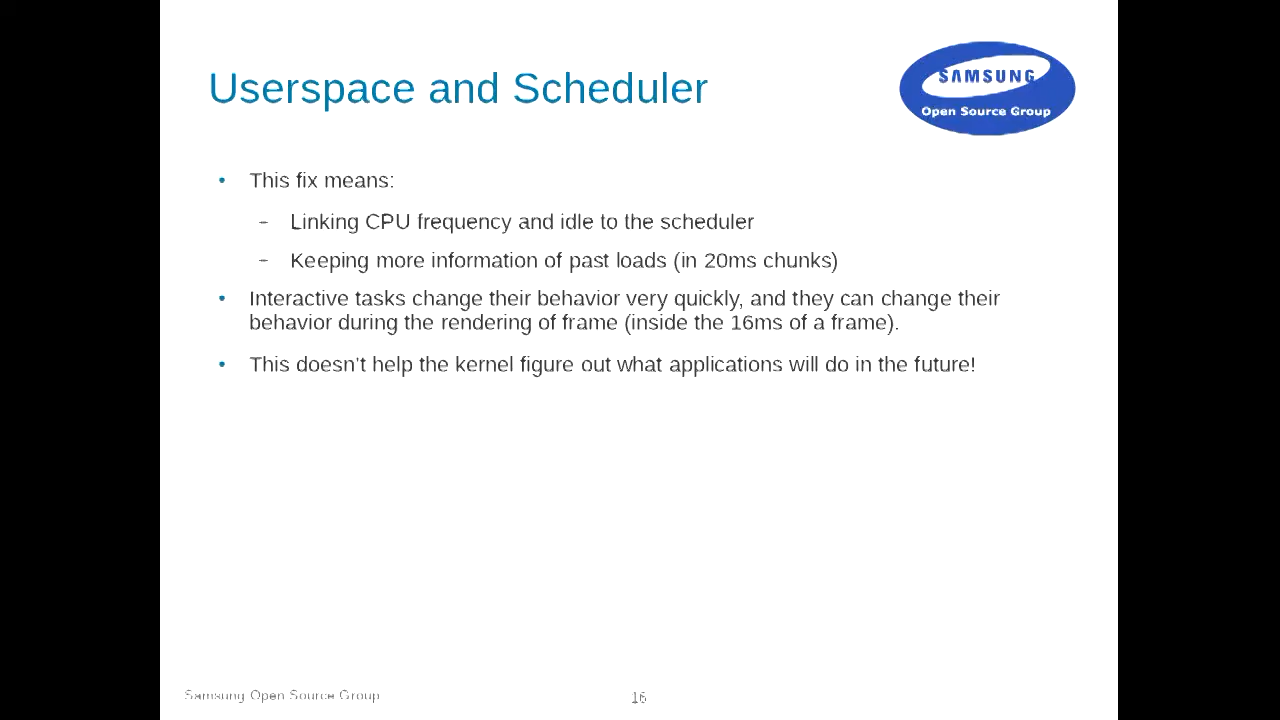 Userspace and Scheduler
SAMSUNG
Open Source Group
• This fix means:
– Linking CPU frequency and idle to the scheduler
– Keeping more information of past loads (in 20ms chunks)
• Interactive tasks change their behavior very quickly, and they can change their
behavior during the rendering of frame (inside the 16ms of a frame).
• This doesn't help the kernel figure out what applications will do in the future!
Samsung Open Source Group
16